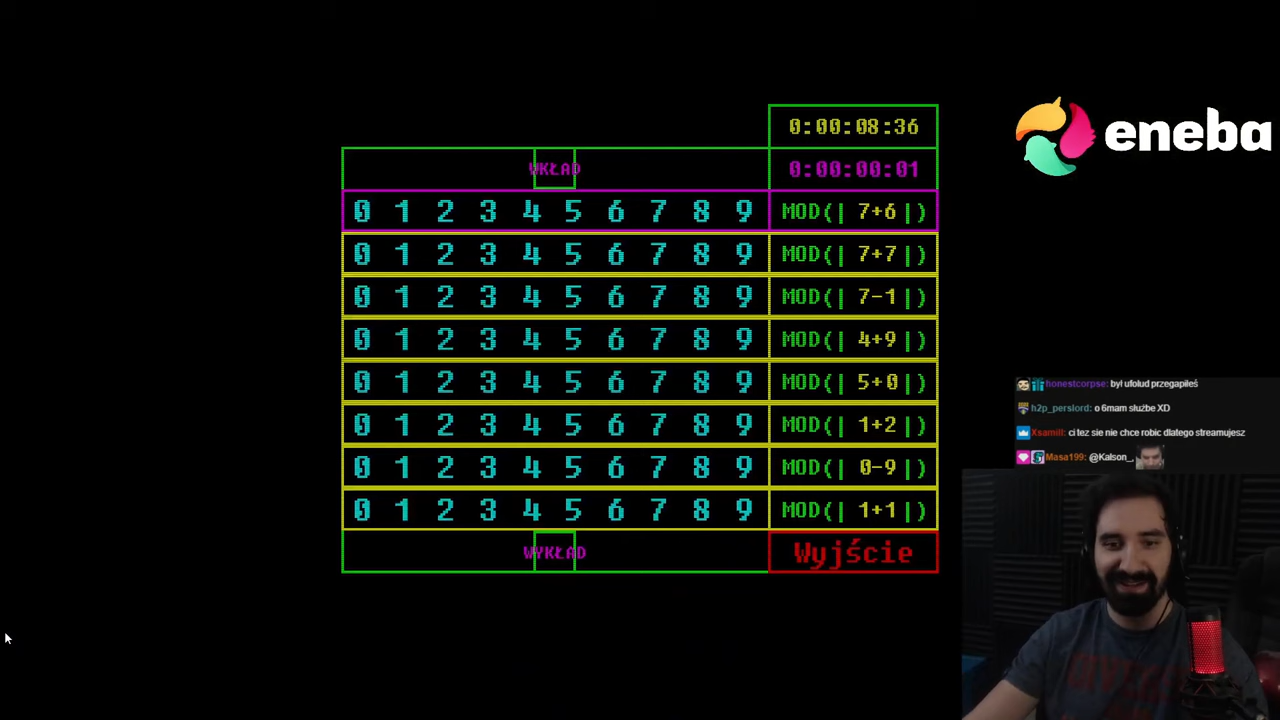 0:00:08:36
WKŁAD 0:00:00:01
0 1 2 3 4 5 6 7 8 9 MOD(| 7+6 |)
0 1 2 3 4 5 6 7 8 9 MOD(| 7+7 |)
0 1 2 3 4 5 6 7 8 9 MOD(| 7-1 |)
0 1 2 3 4 5 6 7 8 9 MOD(| 4+9 |)
0 1 2 3 4 5 6 7 8 9 MOD(| 5+0 |)
0 1 2 3 4 5 6 7 8 9 MOD(| 1+2 |)
0 1 2 3 4 5 6 7 8 9 MOD(| 0-9 |)
0 1 2 3 4 5 6 7 8 9 MOD(| 1+1 |)
WYKŁAD Wyjście
eneba
honestcorpse: był ufolud przegapiłeś
h2p_perslord: o 6mam służbe XD
Xsamill: ci tez sie nie chce robic dlatego streamujesz
Masa199: @Kalson_,